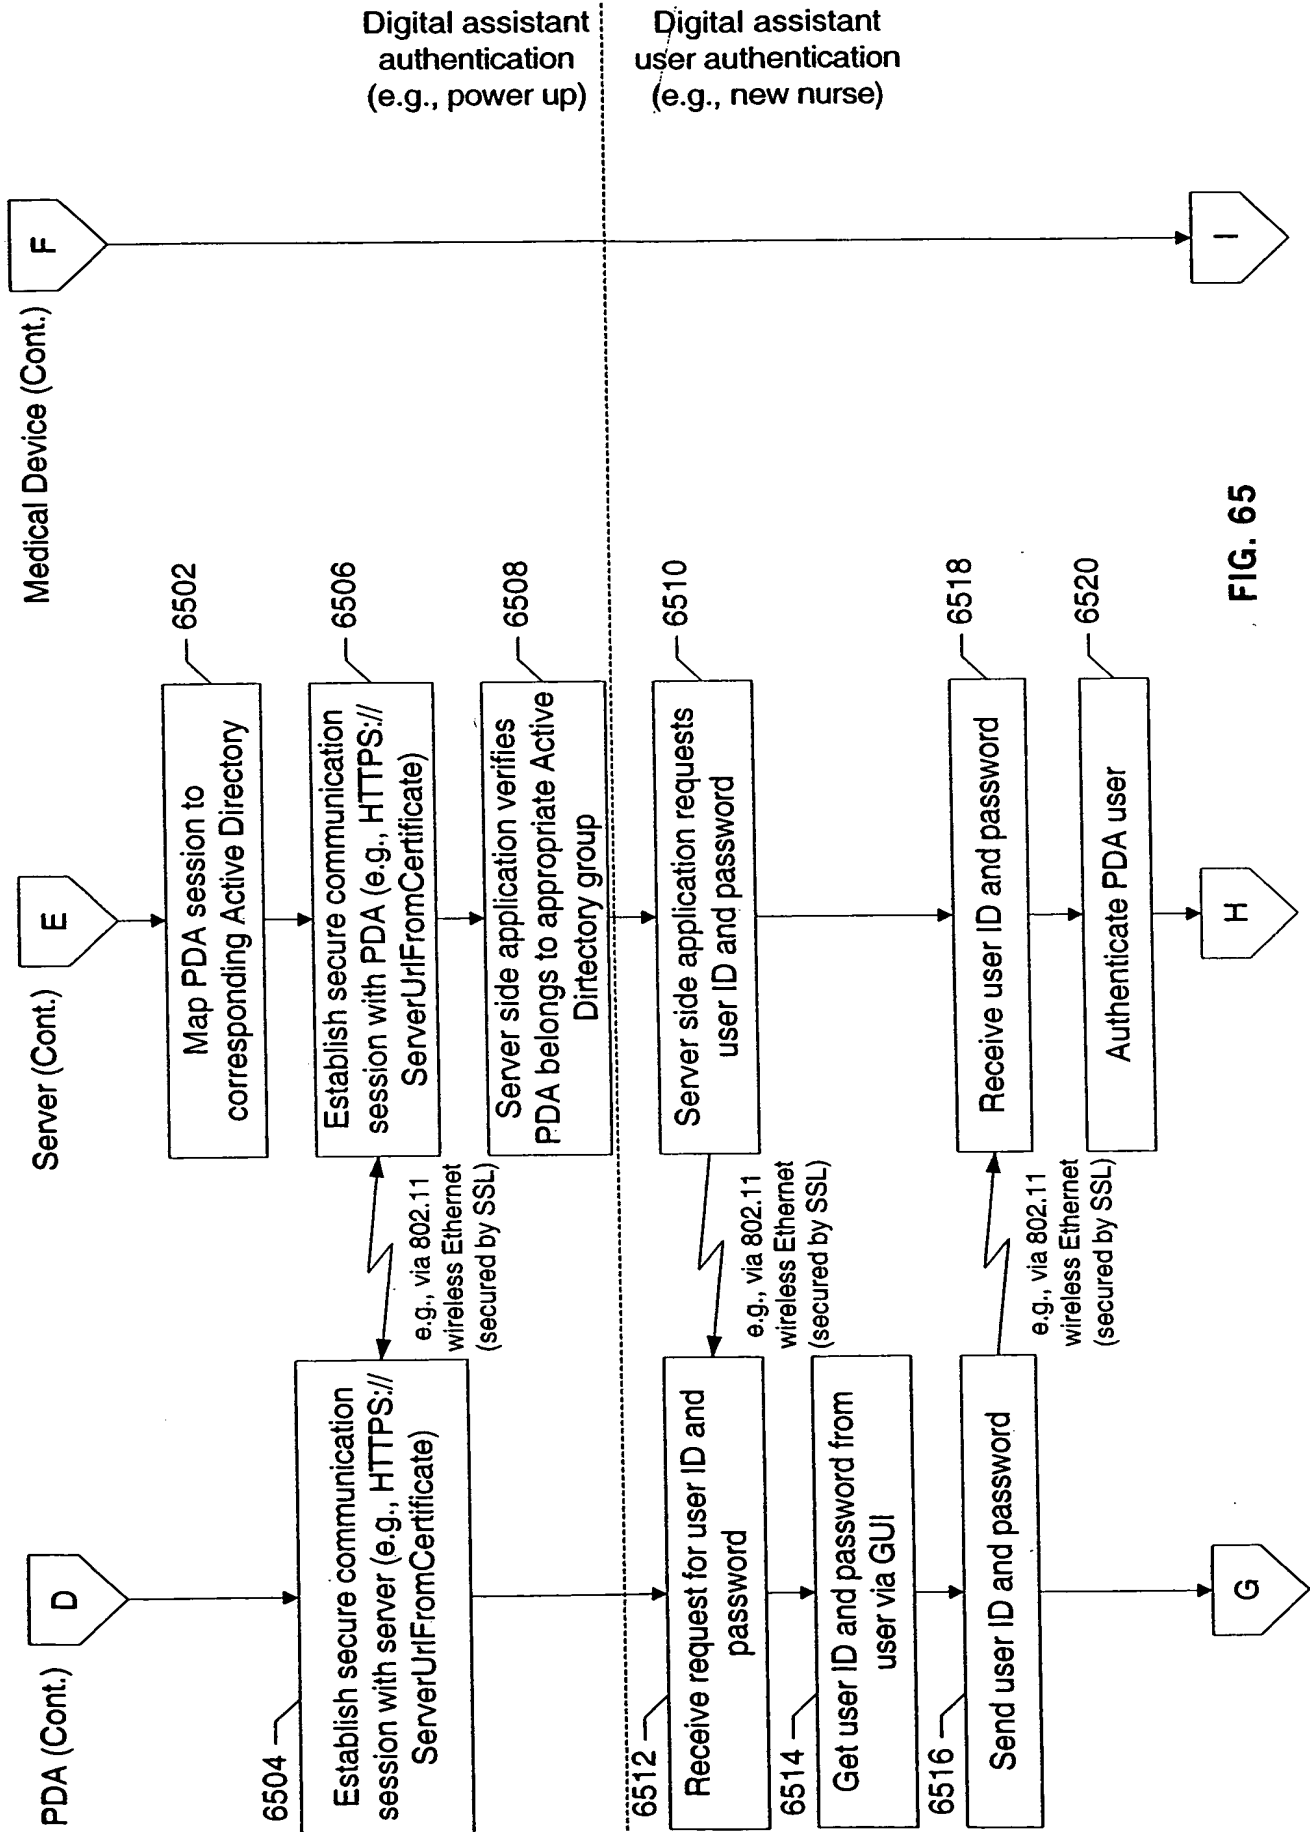 Digital assistant
authentication
(e.g., power up)
Digital assistant
user authentication
(e.g., new nurse)
PDA (Cont.)
D
6504
Establish secure communication
session with server (e.g., HTTPS://
ServerUrlFromCertificate)
6512
Receive request for user ID and
password
6514
Get user ID and password from
user via GUI
6516
Send user ID and password
G
e.g., via 802.11
wireless Ethernet
(secured by SSL)
e.g., via 802.11
wireless Ethernet
(secured by SSL)
e.g., via 802.11
wireless Ethernet
(secured by SSL)
Server (Cont.)
E
6502
Map PDA session to
corresponding Active Directory
6506
Establish secure communication
session with PDA (e.g., HTTPS://
ServerUrlFromCertificate)
6508
Server side application verifies
PDA belongs to appropriate Active
Dirtectory group
6510
Server side application requests
user ID and password
6518
Receive user ID and password
6520
Authenticate PDA user
H
Medical Device (Cont.)
F
I
FIG. 65